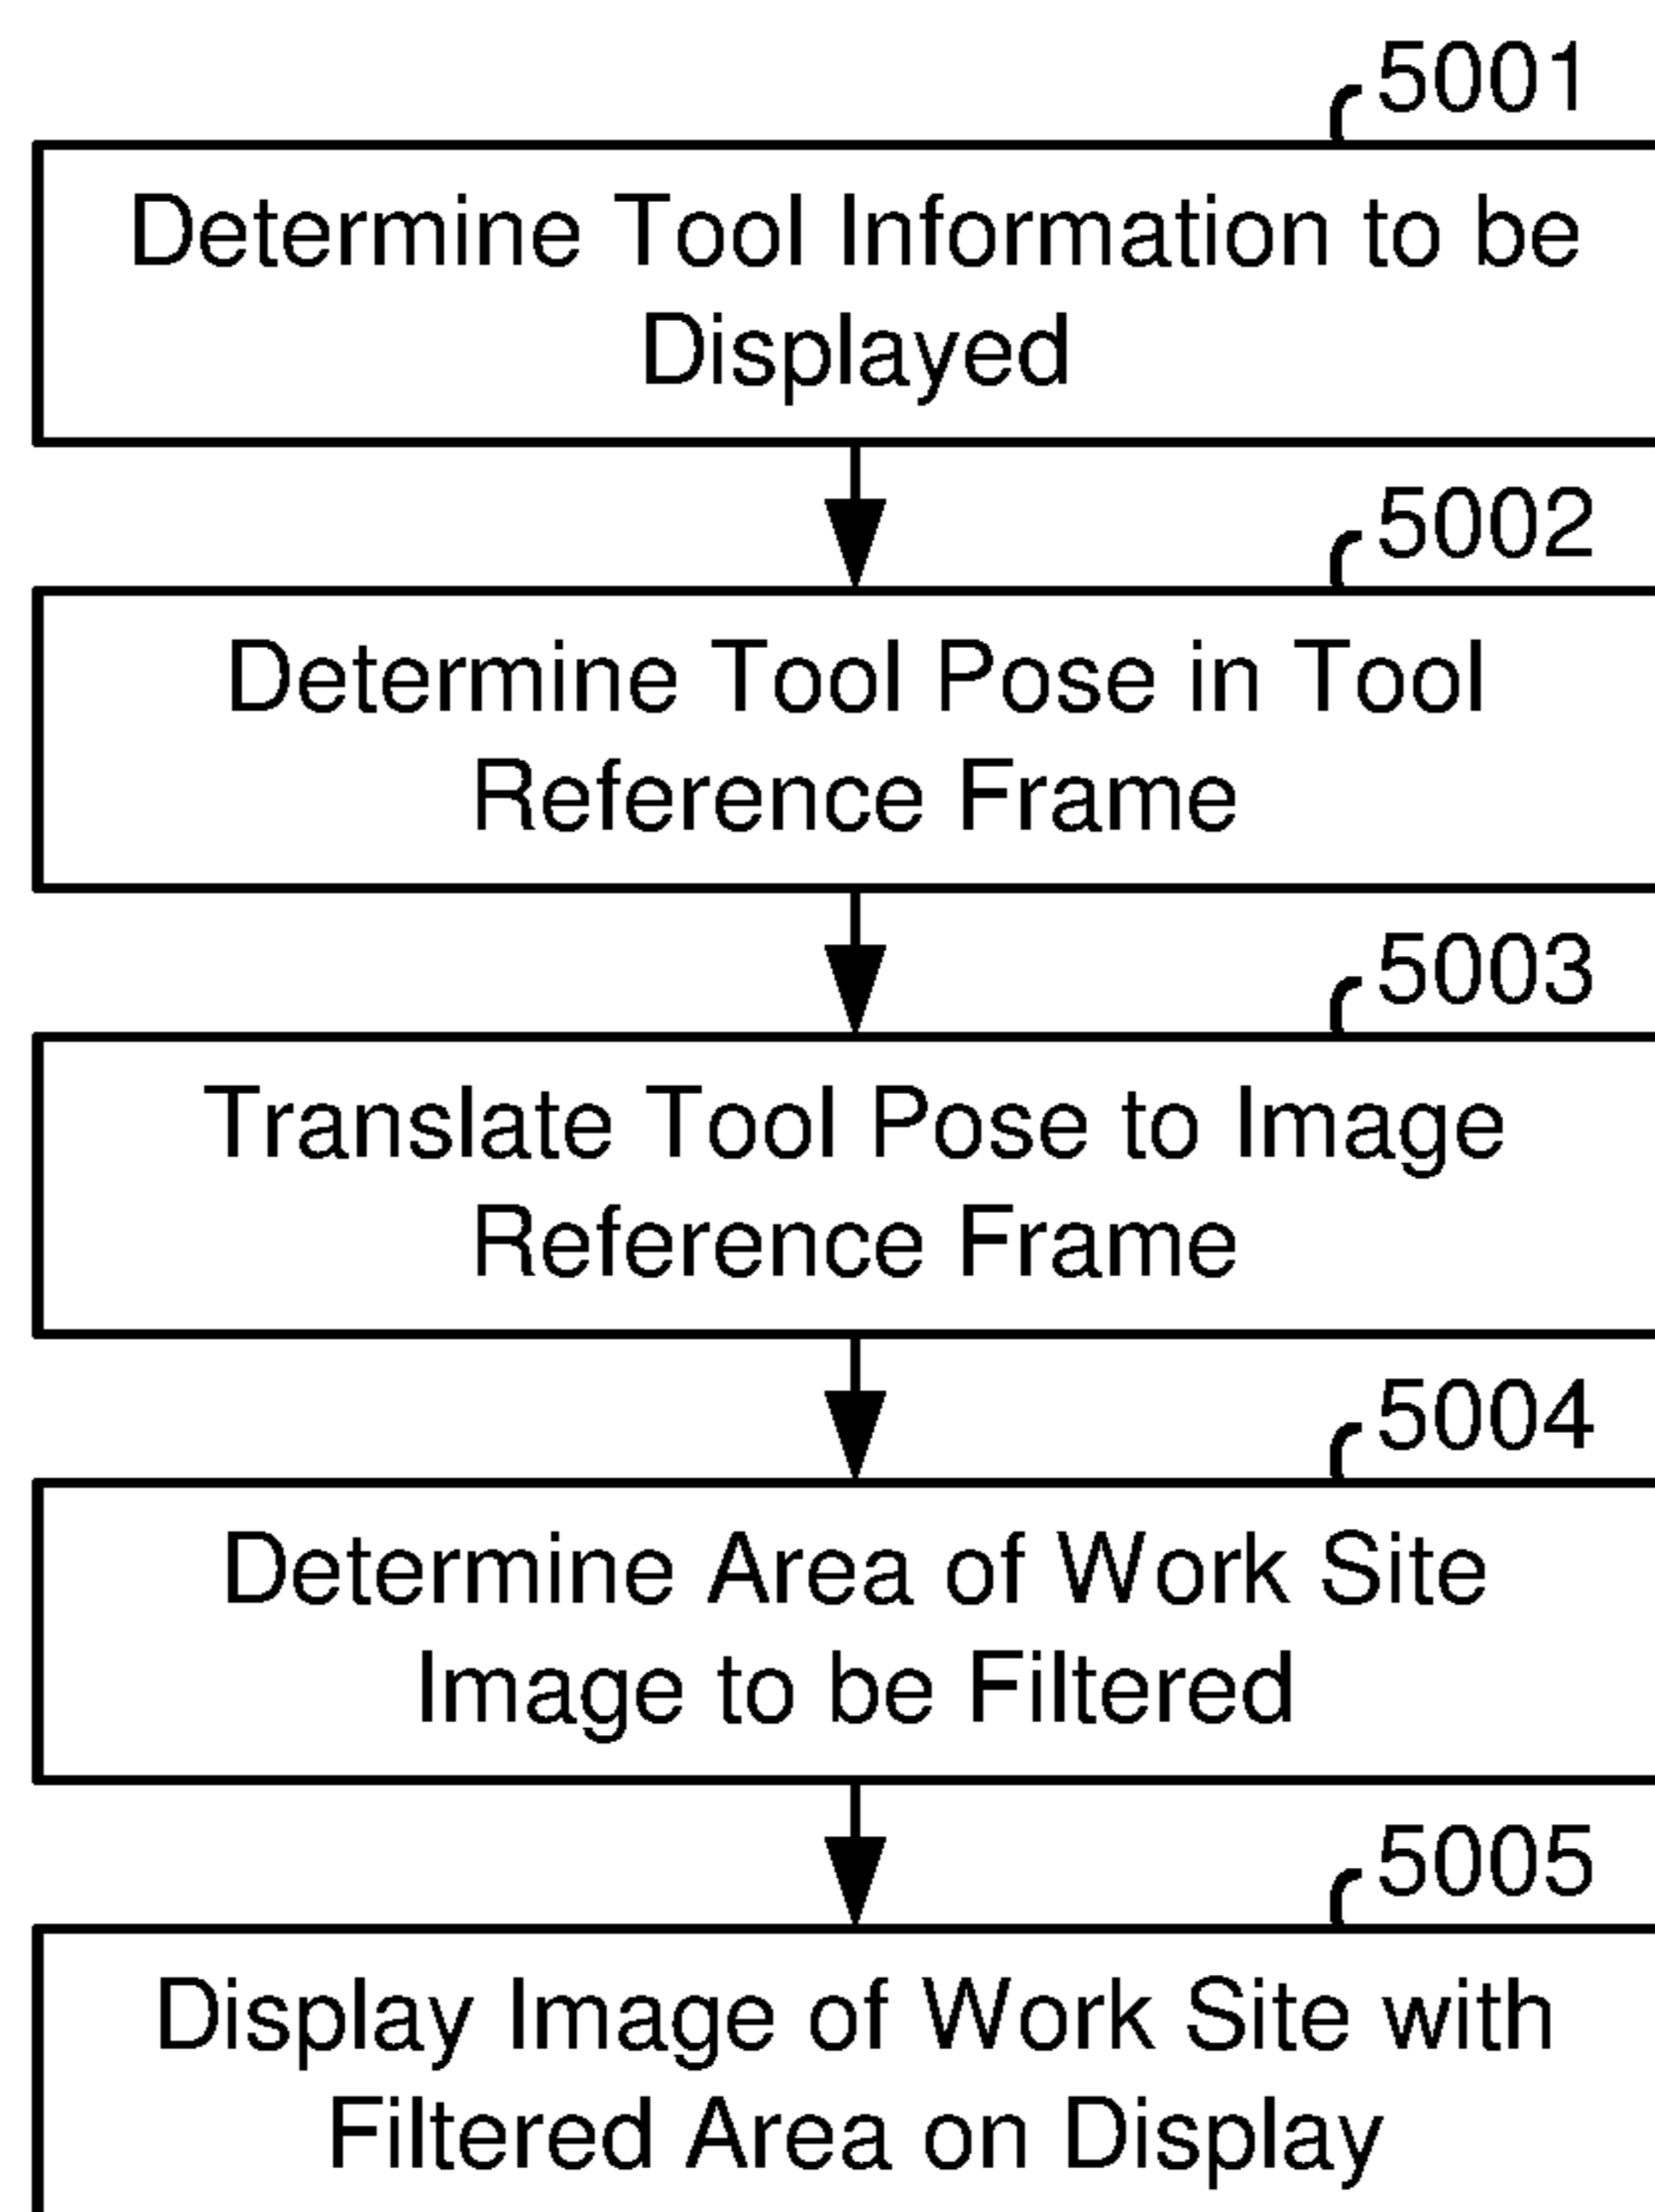 5001
Determine Tool Information to be
Displayed
5002
Determine Tool Pose in Tool
Reference Frame
5003
Translate Tool Pose to Image
Reference Frame
5004
Determine Area of Work Site
Image to be Filtered
5005
Display Image of Work Site with
Filtered Area on Display